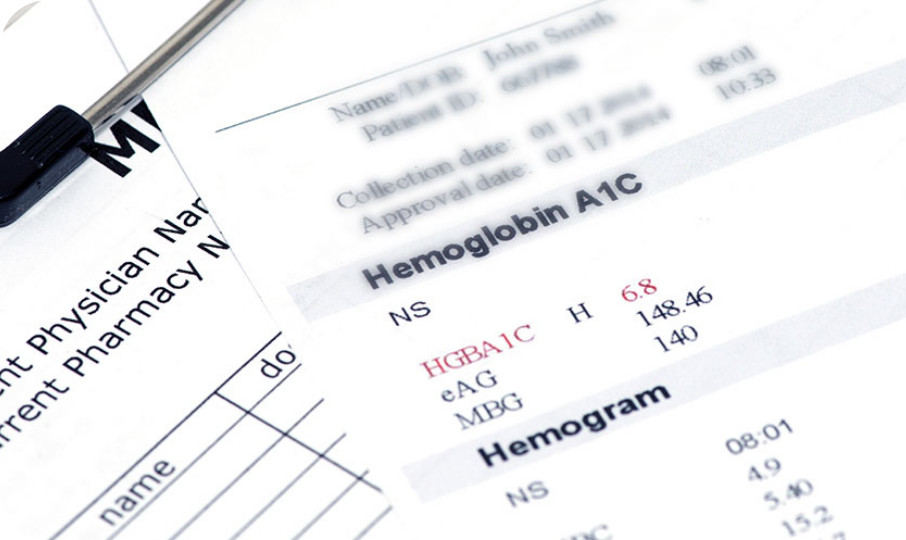 Name/DOB: John Smith
Patient ID:
Collection date: 01 17 2014 08:01
Approval date: 01 17 2014 10:33
Hemoglobin A1C
NS
HGBA1C H 6.8
eAG 148.46
MBG 140
Hemogram
08:01
NS 4.9
5.40
15.2
nt Physician Nar
rrent Pharmacy N
do
name